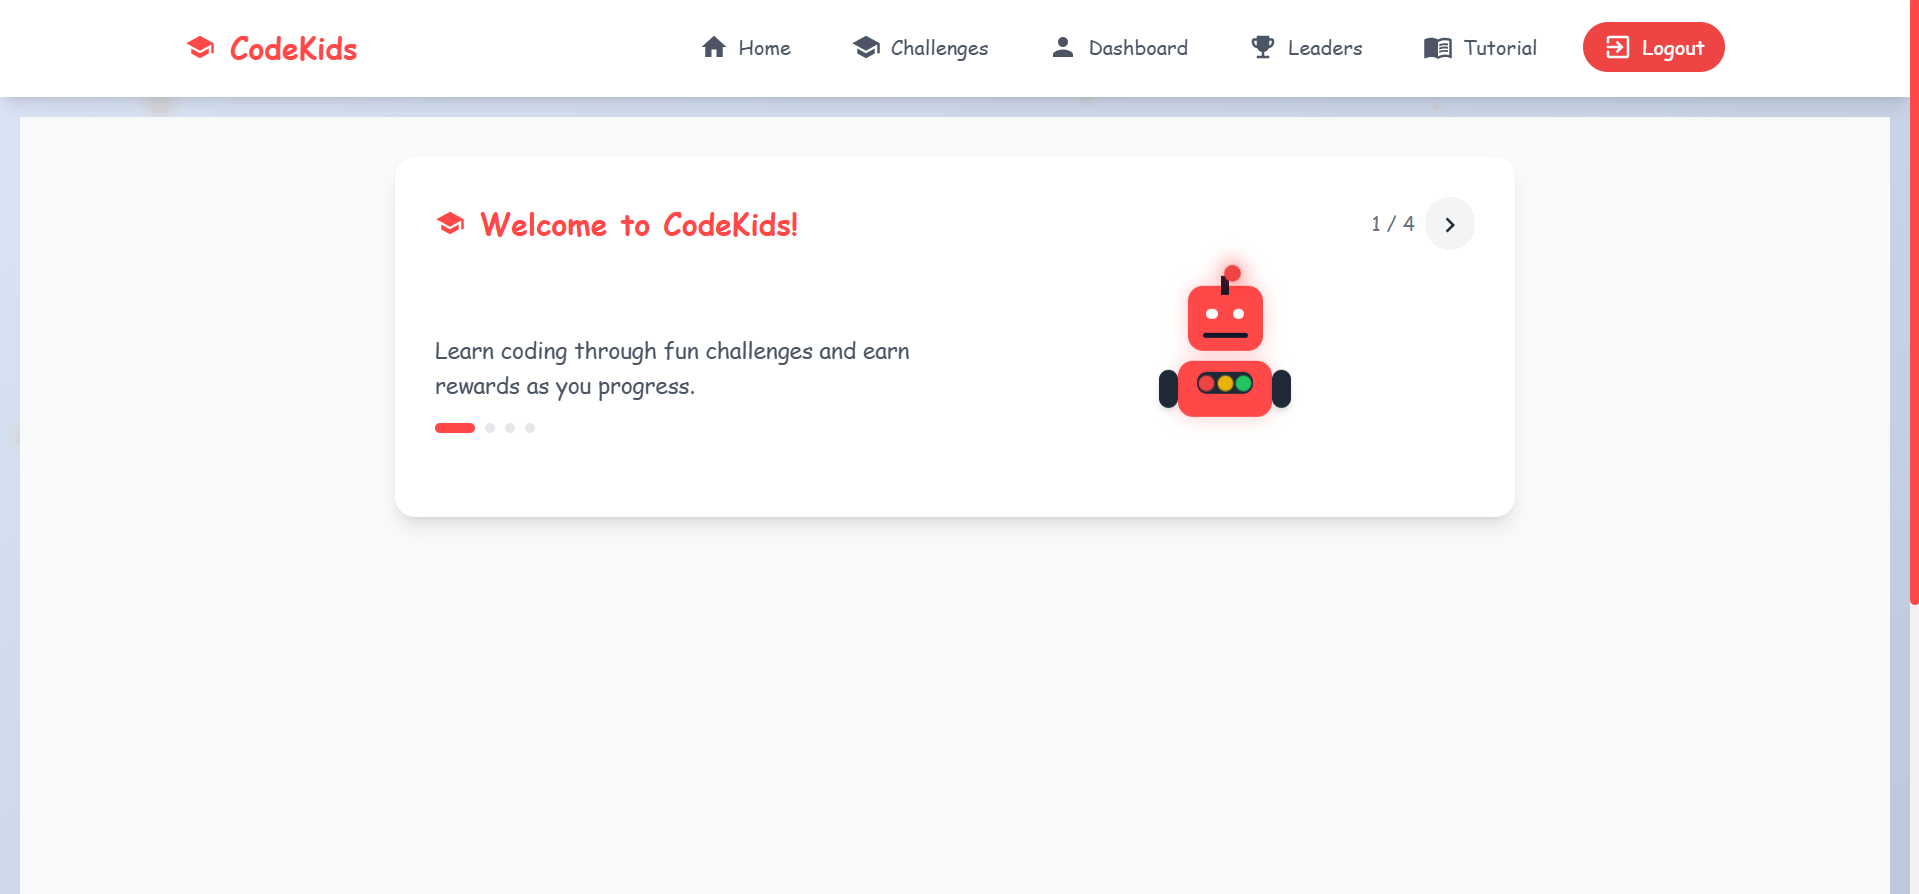 CodeKids
Home
Challenges
Dashboard
Leaders
Tutorial
Logout
Welcome to CodeKids!
1 / 4
Learn coding through fun challenges and earn
rewards as you progress.